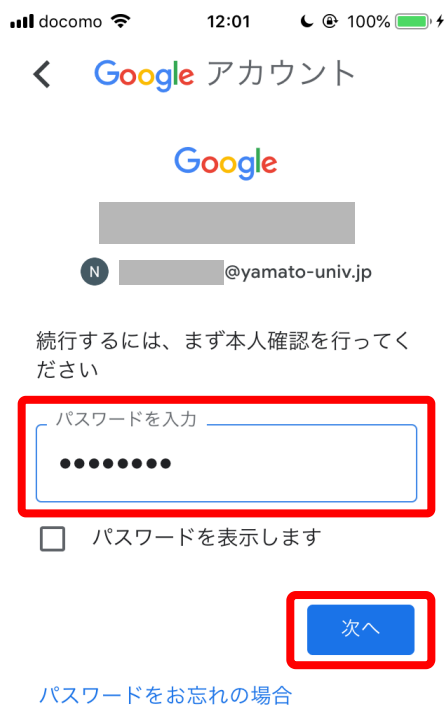 docomo 12:01 100%
Google アカウント
Google
N @yamato-univ.jp
続行するには、まず本人確認を行ってく
ださい
パスワードを入力
••••••••
パスワードを表示します
次へ
パスワードをお忘れの場合